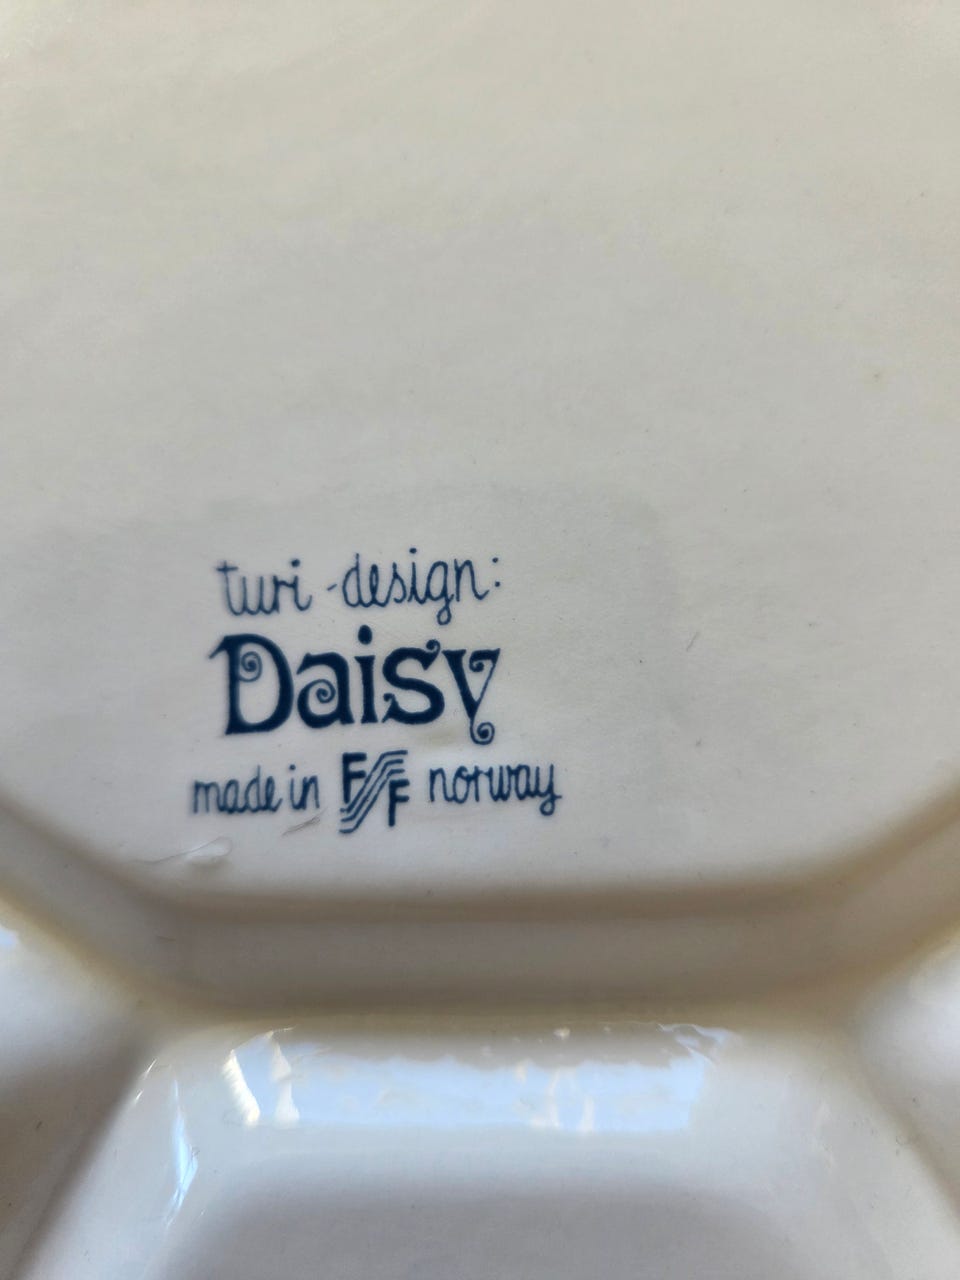 turi-design:
Daisy
made in F/F norway